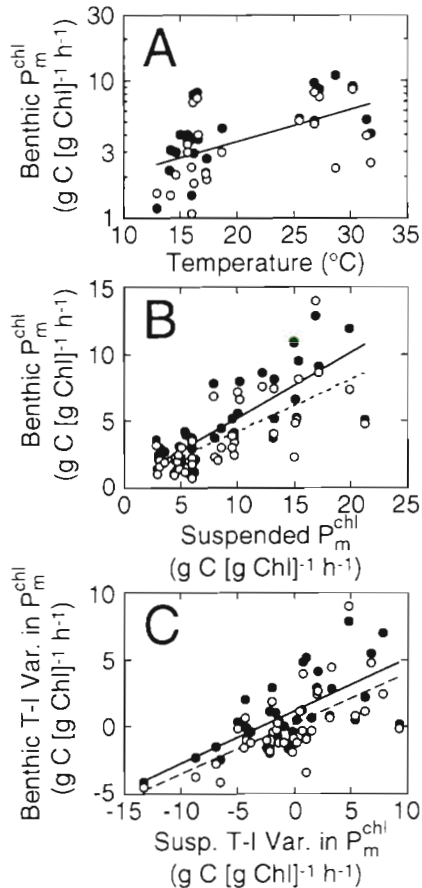 A
Benthic P_m^chl
(g C [g Chl]-1 h-1)
30
10
3
1
10 15 20 25 30 35
Temperature (°C)
B
Benthic P_m^chl
(g C [g Chl]-1 h-1)
15
10
5
0
0 5 10 15 20 25
Suspended P_m^chl
(g C [g Chl]-1 h-1)
C
Benthic T-I Var. in P_m^chl
(g C [g Chl]-1 h-1)
10
5
0
-5
-15 -10 -5 0 5 10
Susp. T-I Var. in P_m^chl
(g C [g Chl]-1 h-1)